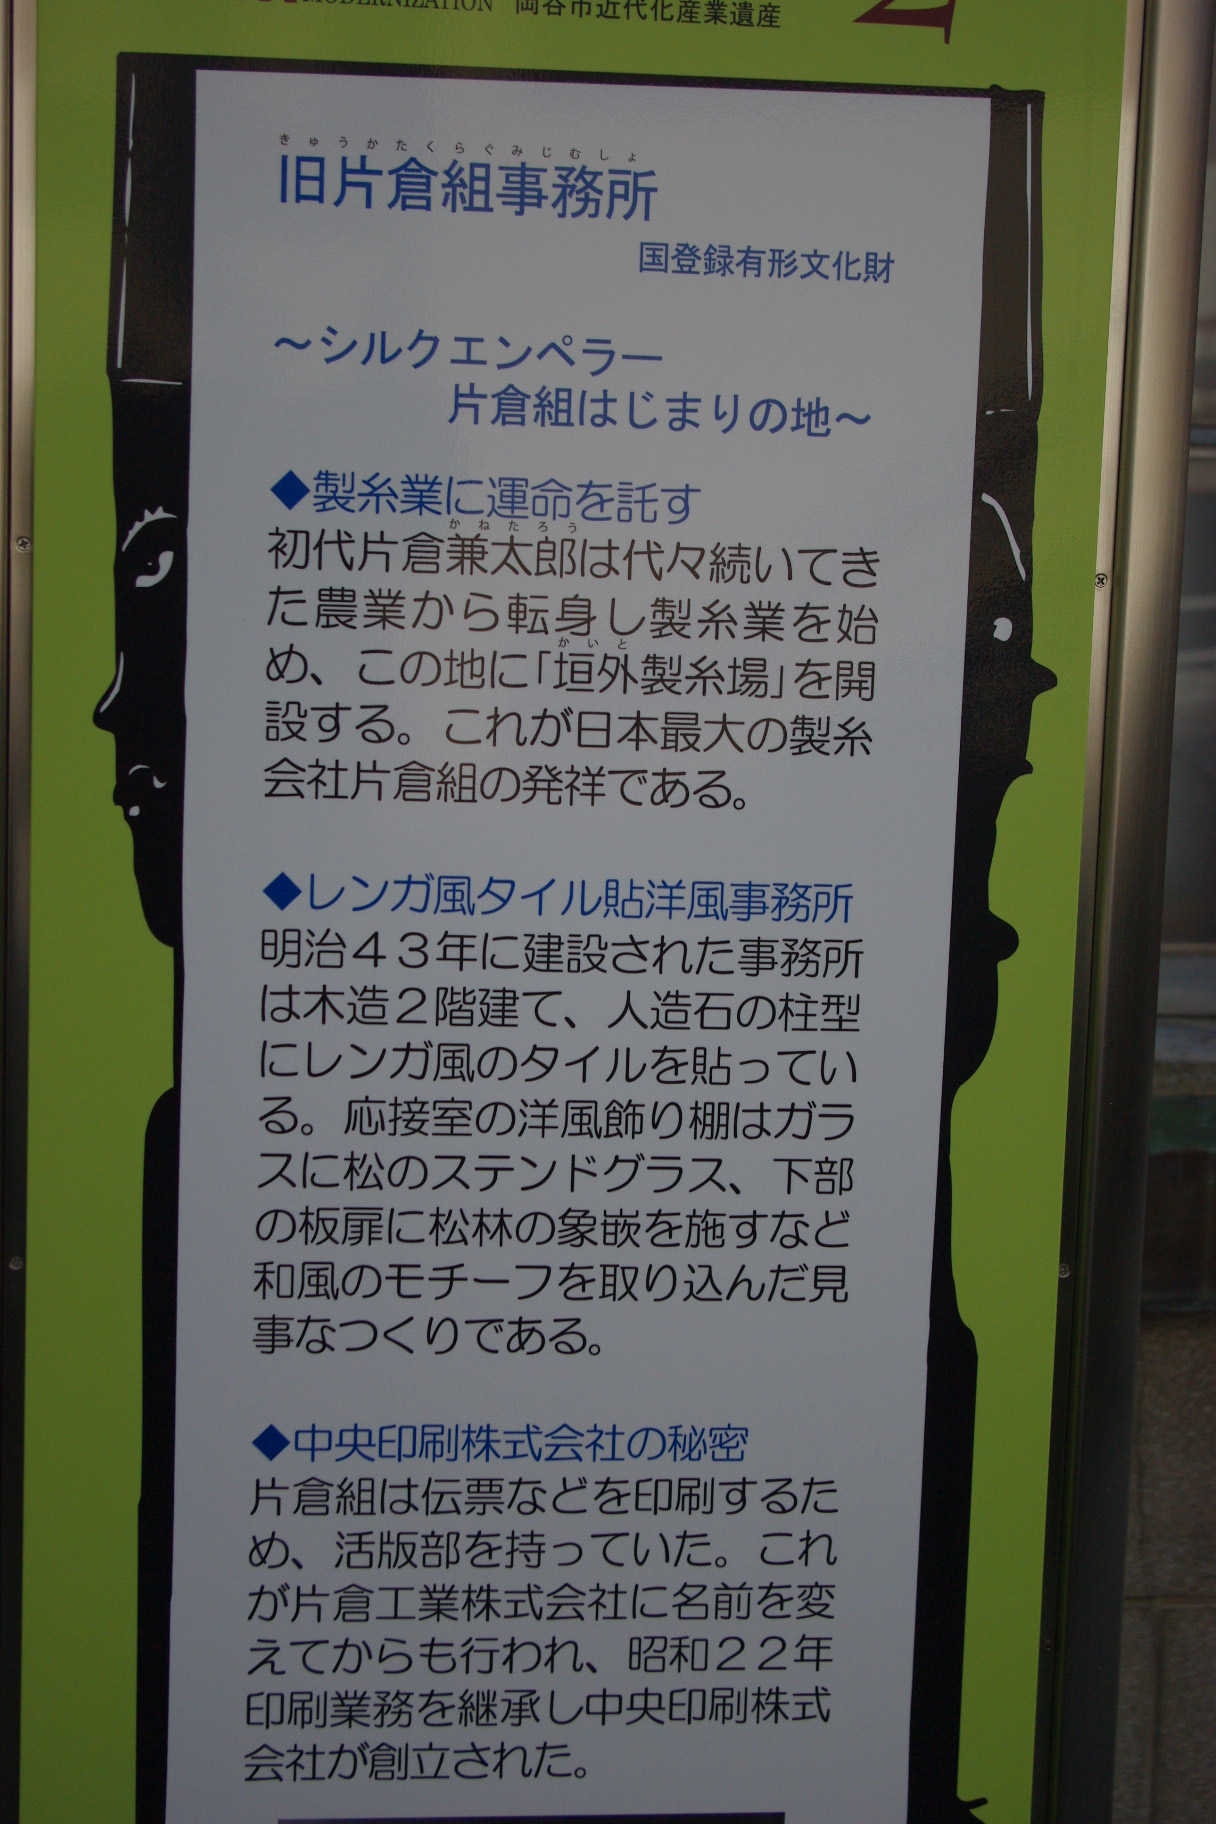 MODERNIZATION 岡谷市近代化産業遺産
きゅうかたくらぐみじむしょ
旧片倉組事務所
国登録有形文化財
～シルクエンペラー
片倉組はじまりの地～
◆製糸業に運命を託す
かねたろう
初代片倉兼太郎は代々続いてき
た農業から転身し製糸業を始
かいと
め、この地に「垣外製糸場」を開
設する。これが日本最大の製糸
会社片倉組の発祥である。
◆レンガ風タイル貼洋風事務所
明治４３年に建設された事務所
は木造２階建て、人造石の柱型
にレンガ風のタイルを貼ってい
る。応接室の洋風飾り棚はガラ
スに松のステンドグラス、下部
の板扉に松林の象嵌を施すなど
和風のモチーフを取り込んだ見
事なつくりである。
◆中央印刷株式会社の秘密
片倉組は伝票などを印刷するた
め、活版部を持っていた。これ
が片倉工業株式会社に名前を変
えてからも行われ、昭和２２年
印刷業務を継承し中央印刷株式
会社が創立された。